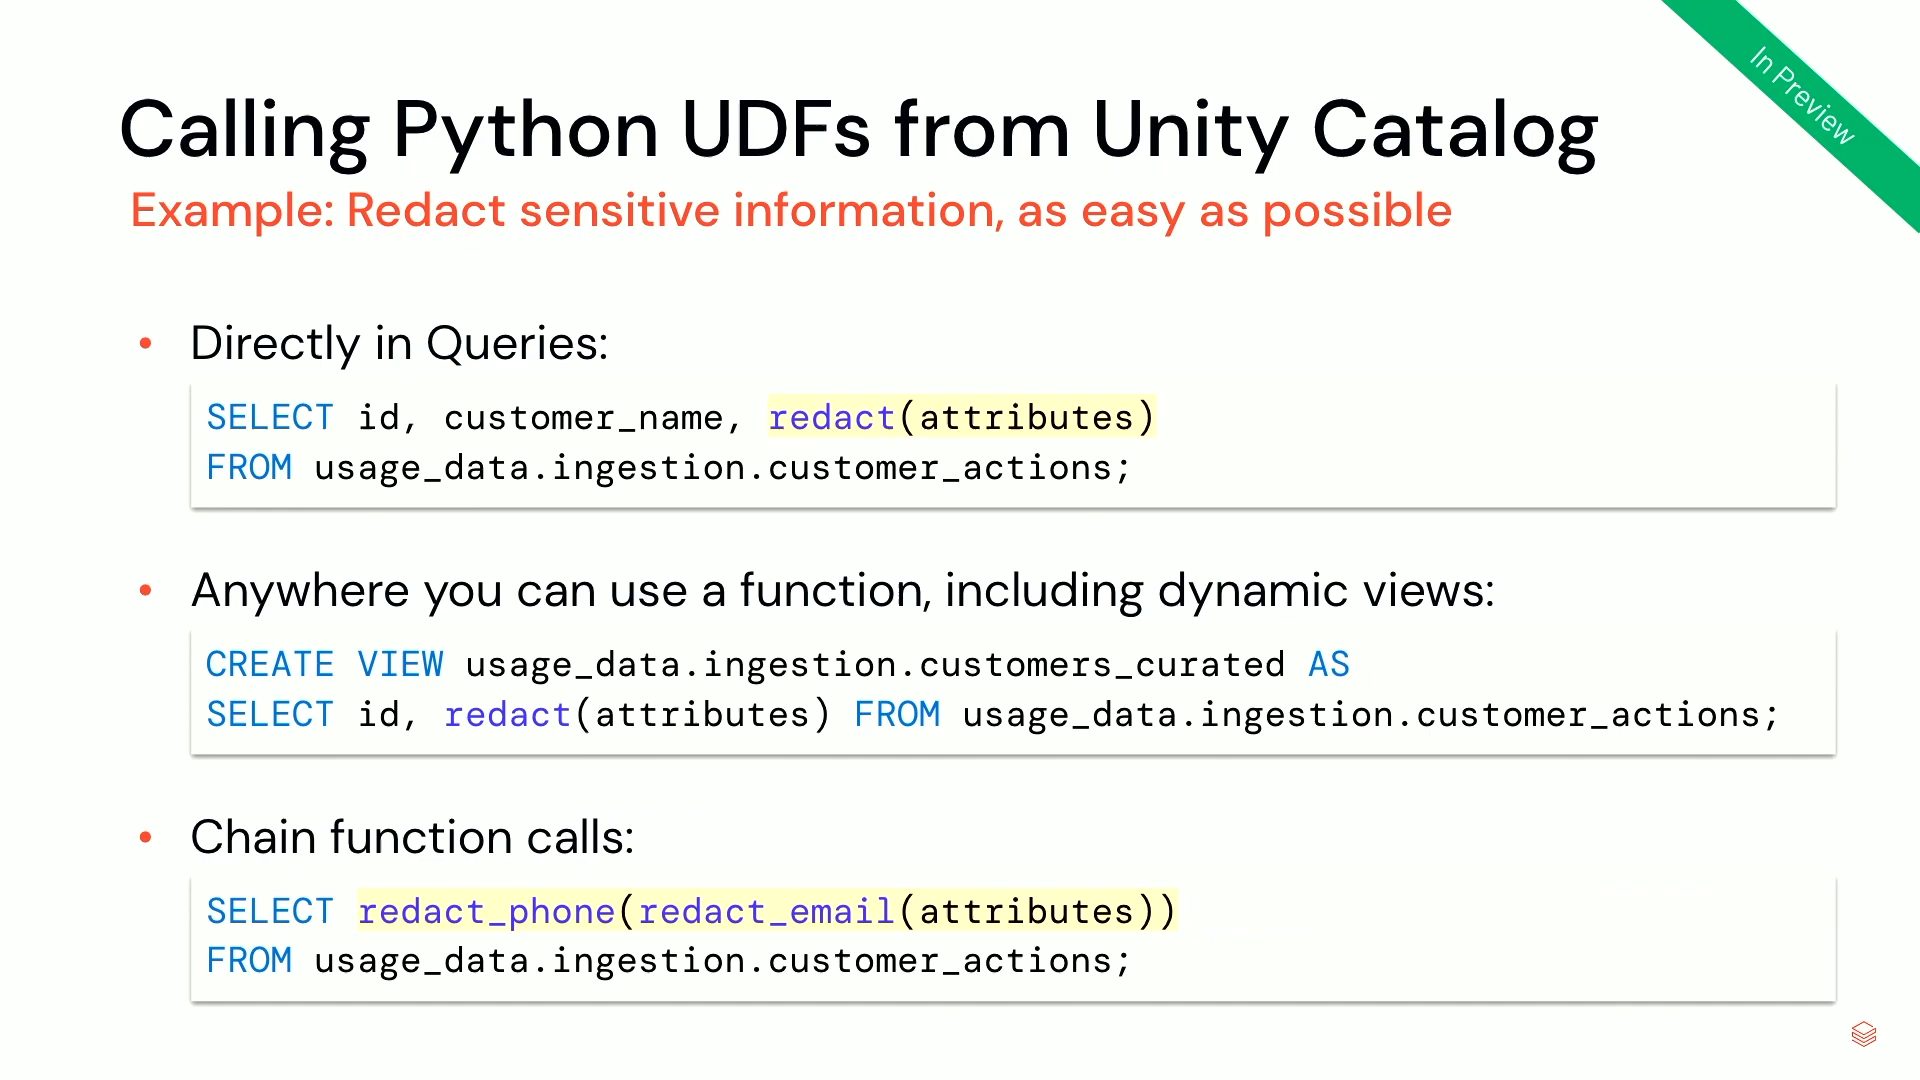 In Preview
Calling Python UDFs from Unity Catalog
Example: Redact sensitive information, as easy as possible
• Directly in Queries:
SELECT id, customer_name, redact(attributes)
FROM usage_data.ingestion.customer_actions;
• Anywhere you can use a function, including dynamic views:
CREATE VIEW usage_data.ingestion.customers_curated AS
SELECT id, redact(attributes) FROM usage_data.ingestion.customer_actions;
• Chain function calls:
SELECT redact_phone(redact_email(attributes))
FROM usage_data.ingestion.customer_actions;